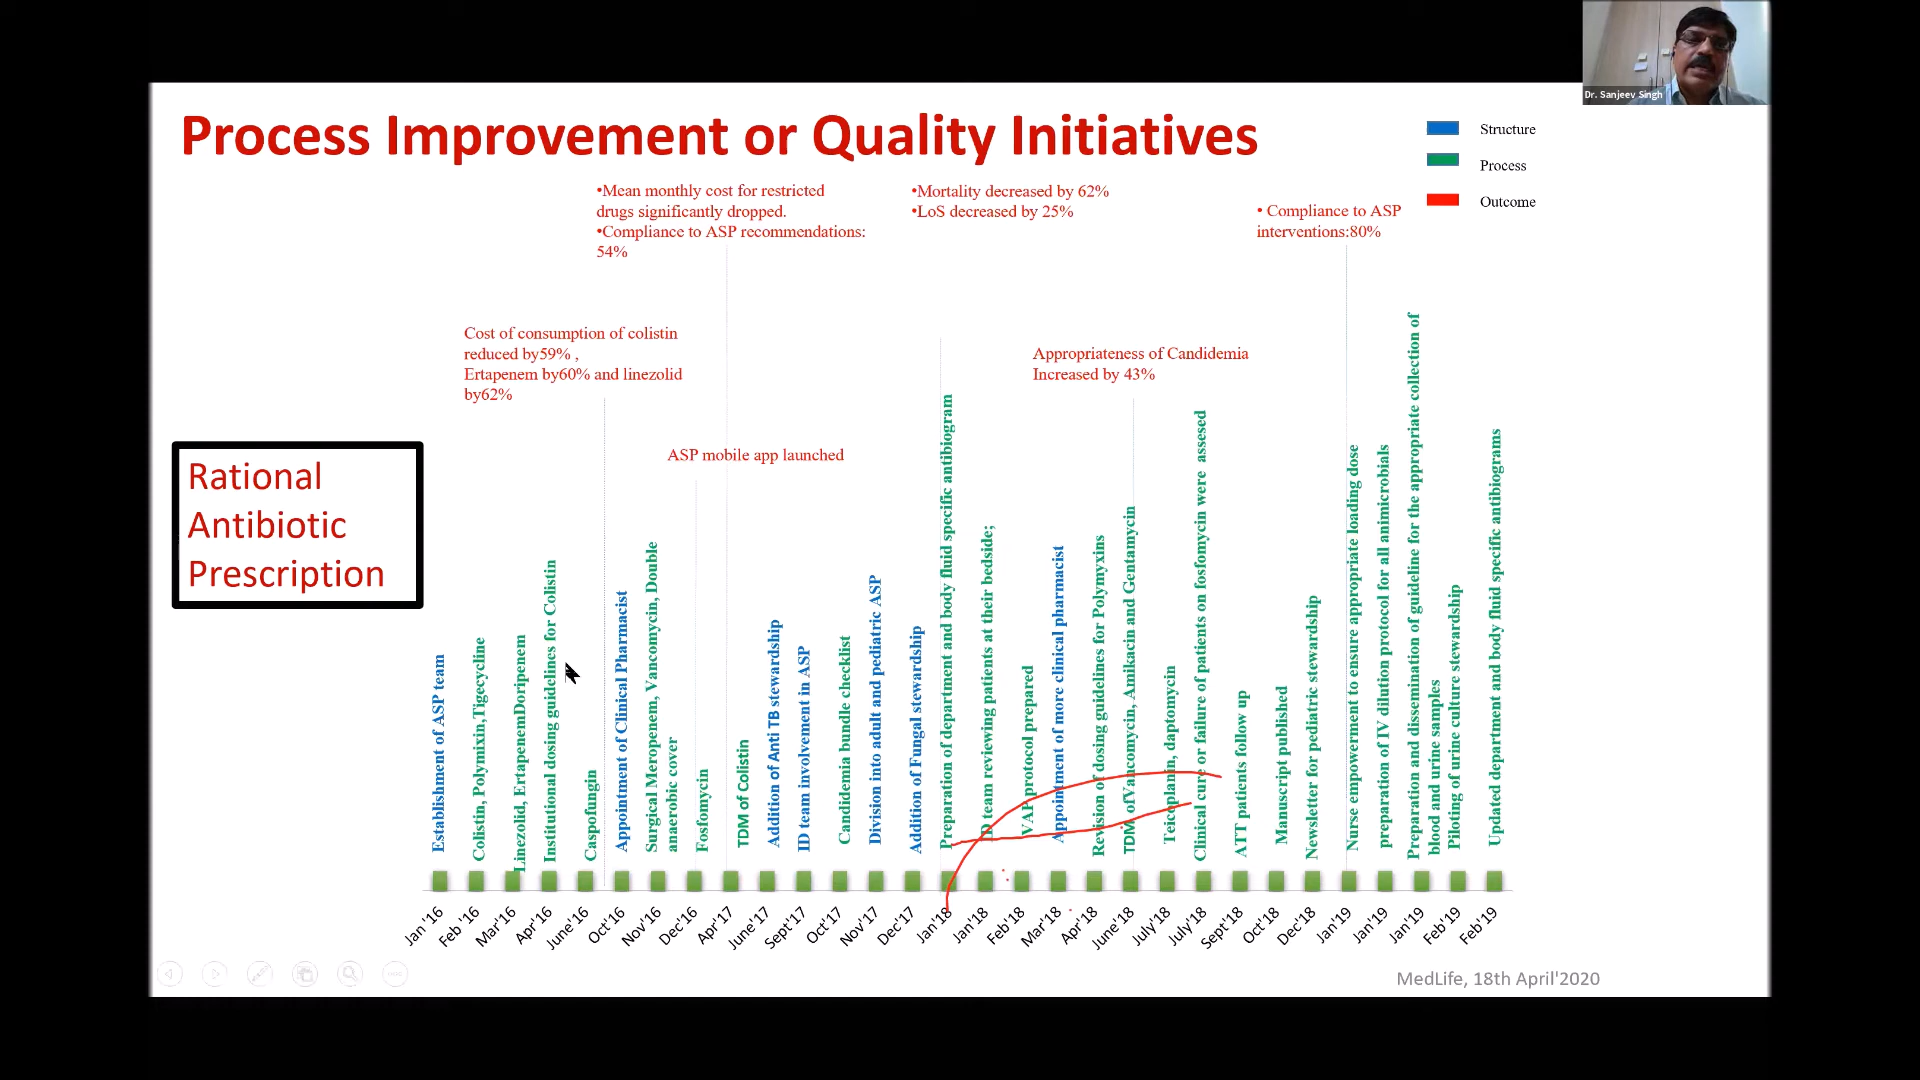 Dr. Sanjeev Singh
Process Improvement or Quality Initiatives
Structure
Process
Outcome
•Mean monthly cost for restricted
drugs significantly dropped.
•Compliance to ASP recommendations:
54%
•Mortality decreased by 62%
•LoS decreased by 25%
• Compliance to ASP
interventions:80%
Cost of consumption of colistin
reduced by59% ,
Ertapenem by60% and linezolid
by62%
Appropriateness of Candidemia
Increased by 43%
ASP mobile app launched
Rational
Antibiotic
Prescription
Establishment of ASP team
Colistin, Polymixin,Tigecycline
Linezolid, ErtapenemDoripenem
Institutional dosing guidelines for Colistin
Caspofungin
Appointment of Clinical Pharmacist
Surgical Meropenem, Vancomycin, Double
anaerobic cover
Fosfomycin
TDM of Colistin
Addition of Anti TB stewardship
ID team involvement in ASP
Candidemia bundle checklist
Division into adult and pediatric ASP
Addition of Fungal stewardship
Preparation of department and body fluid specific antibiogram
ID team reviewing patients at their bedside;
VAP protocol prepared
Appointment of more clinical pharmacist
Revision of dosing guidelines for Polymyxins
TDM ofVancomycin, Amikacin and Gentamycin
Teicoplanin, daptomycin
Clinical cure or failure of patients on fosfomycin were assesed
ATT patients follow up
Manuscript published
Newsletter for pediatric stewardship
Nurse empowerment to ensure appropriate loading dose
preparation of IV dilution protocol for all animicrobials
Preparation and dissemination of guideline for the appropriate collection of
blood and urine samples
Piloting of urine culture stewardship
Updated department and body fluid specific antibiograms
Jan '16
Feb '16
Mar'16
Apr'16
June'16
Oct'16
Nov'16
Dec'16
Apr'17
June'17
Sept'17
Oct'17
Nov'17
Dec'17
Jan'18
Jan'18
Feb'18
Mar'18
Apr'18
June'18
July'18
July'18
Sept'18
Oct'18
Dec'18
Jan'19
Jan'19
Jan'19
Feb'19
Feb'19
MedLife, 18th April'2020